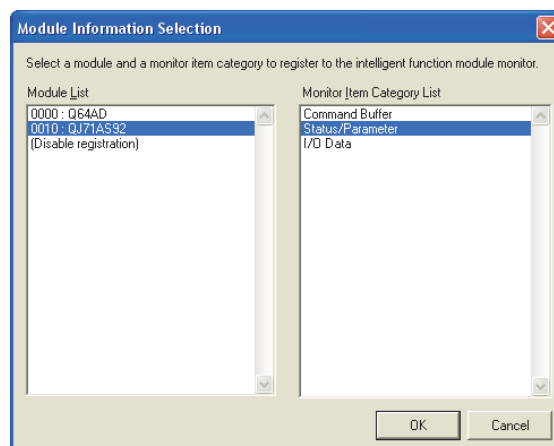 Module Information Selection
Select a module and a monitor item category to register to the intelligent function module monitor.
Module List
0000 : Q64AD
0010 : QJ71AS92
(Disable registration)
Monitor Item Category List
Command Buffer
Status/Parameter
I/O Data
OK
Cancel